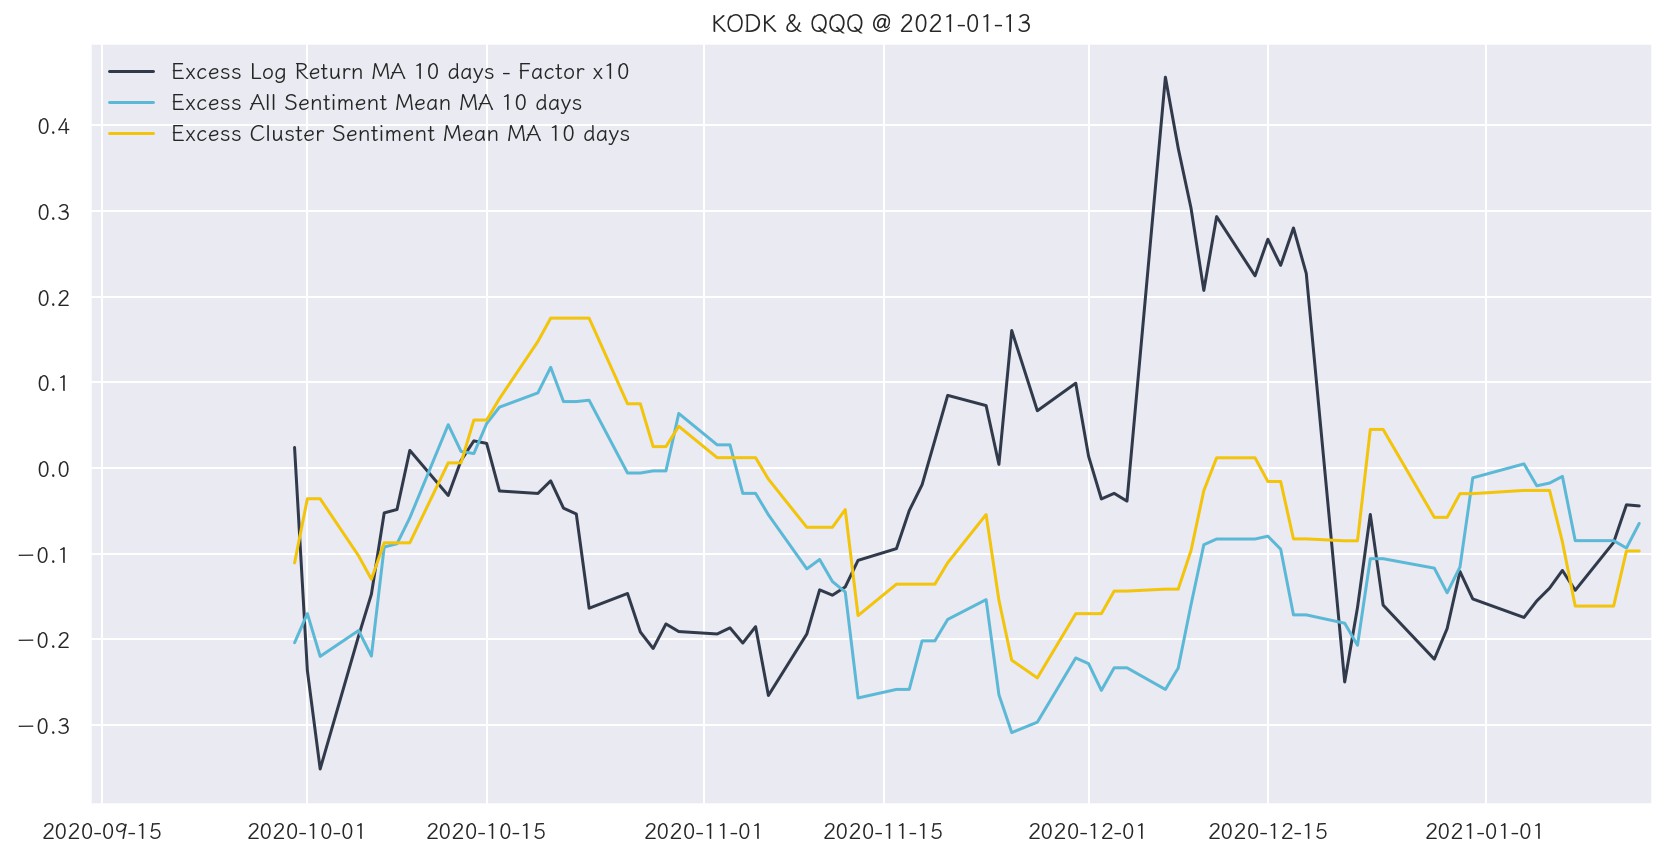 KODK & QQQ @ 2021-01-13
Excess Log Return MA 10 days - Factor x10
Excess All Sentiment Mean MA 10 days
Excess Cluster Sentiment Mean MA 10 days
0.4
0.3
0.2
0.1
0.0
−0.1
−0.2
−0.3
2020-09-15 2020-10-01 2020-10-15 2020-11-01 2020-11-15 2020-12-01 2020-12-15 2021-01-01